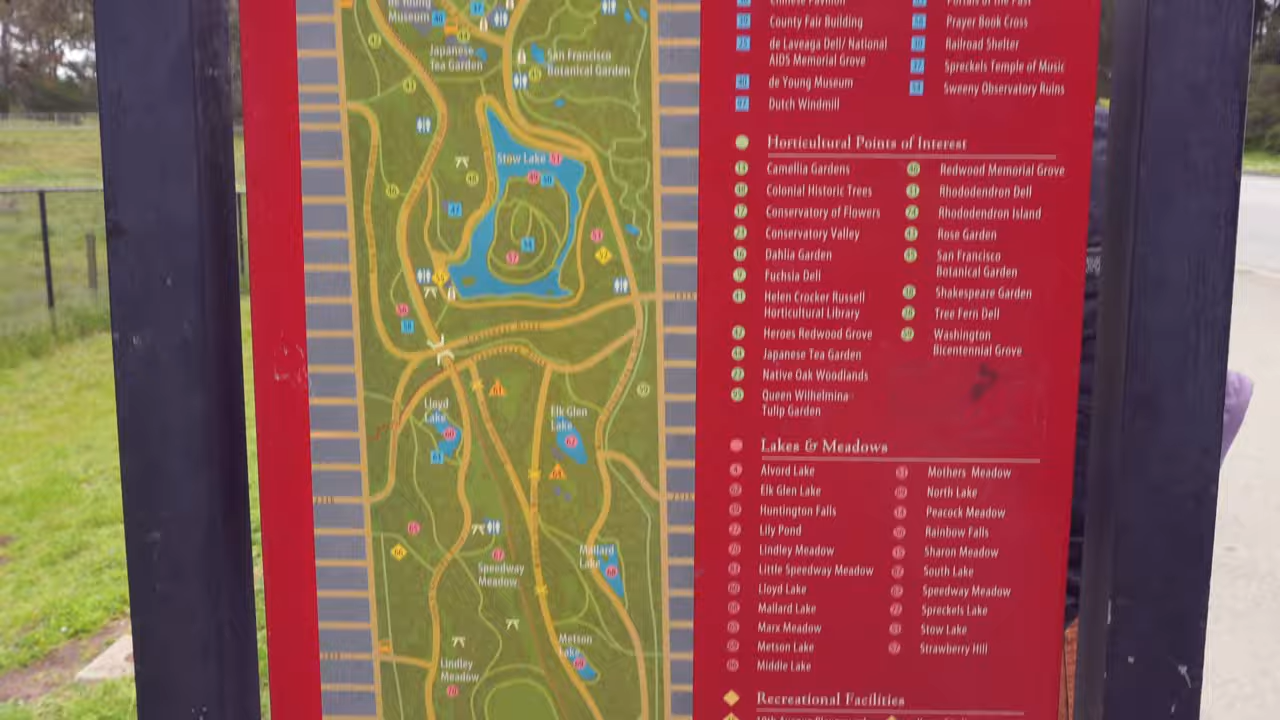 de Young
Museum
Japanese
Tea Garden
San Francisco
Botanical Garden
Stow Lake
Lloyd
Lake
Elk Glen
Lake
Speedway
Meadow
Mallard
Lake
Metson
Lake
Lindley
Meadow
Chinese Pavilion
County Fair Building
de Laveaga Dell/ National
AIDS Memorial Grove
de Young Museum
Dutch Windmill
Portals of the Past
Prayer Book Cross
Railroad Shelter
Spreckels Temple of Music
Sweeny Observatory Ruins
Horticultural Points of Interest
Camellia Gardens
Colonial Historic Trees
Conservatory of Flowers
Conservatory Valley
Dahlia Garden
Fuchsia Dell
Helen Crocker Russell
Horticultural Library
Heroes Redwood Grove
Japanese Tea Garden
Native Oak Woodlands
Queen Wilhelmina
Tulip Garden
Redwood Memorial Grove
Rhododendron Dell
Rhododendron Island
Rose Garden
San Francisco
Botanical Garden
Shakespeare Garden
Tree Fern Dell
Washington
Bicentennial Grove
Lakes & Meadows
Alvord Lake
Elk Glen Lake
Huntington Falls
Lily Pond
Lindley Meadow
Little Speedway Meadow
Lloyd Lake
Mallard Lake
Marx Meadow
Metson Lake
Middle Lake
Mothers Meadow
North Lake
Peacock Meadow
Rainbow Falls
Sharon Meadow
South Lake
Speedway Meadow
Spreckels Lake
Stow Lake
Strawberry Hill
Recreational Facilities